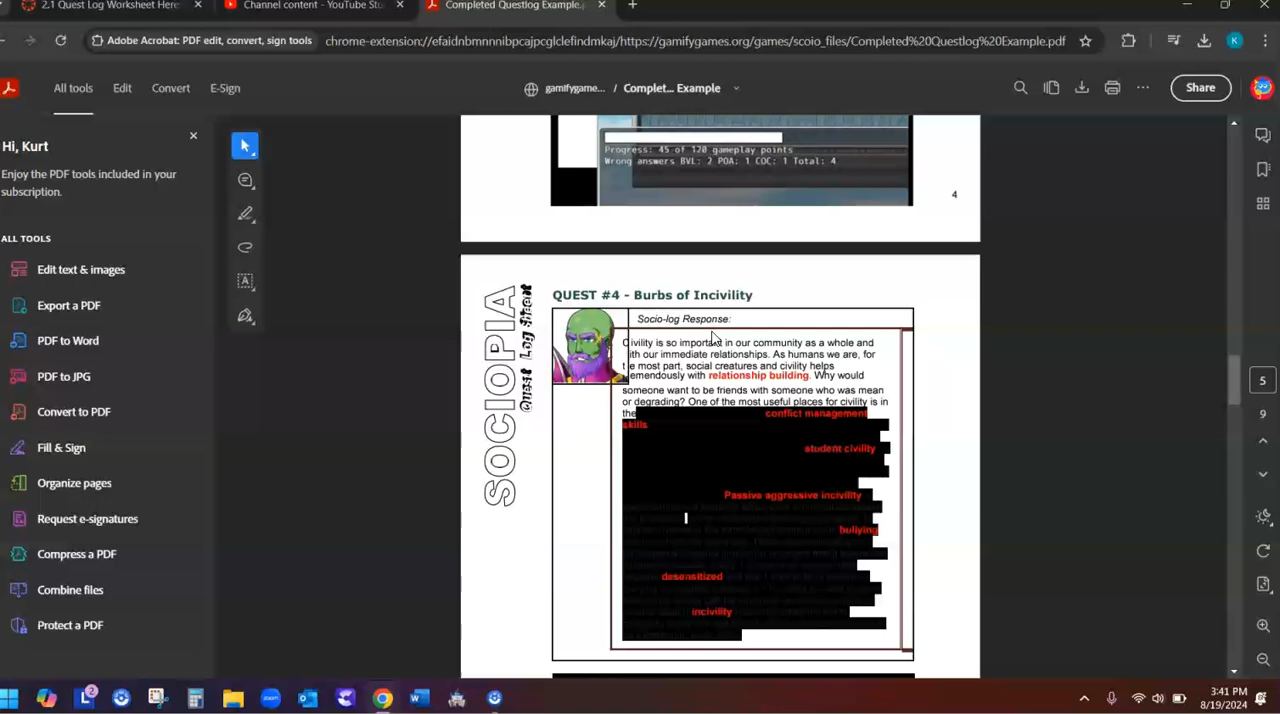 2.1 Quest Log Worksheet Here:
Channel content - YouTube Stu
Completed Questlog Example.
Adobe Acrobat: PDF edit, convert, sign tools
chrome-extension://efaidnbmnnnibpcajpcglclefindmkaj/https://gamifygames.org/games/scoio_files/Completed%20Questlog%20Example.pdf
K
All tools
Edit
Convert
E-Sign
gamifygame... / Complet... Example
Share
Hi, Kurt
Enjoy the PDF tools included in your
subscription.
ALL TOOLS
Edit text & images
Export a PDF
PDF to Word
PDF to JPG
Convert to PDF
Fill & Sign
Organize pages
Request e-signatures
Compress a PDF
Combine files
Protect a PDF
Progress: 45 of 120 gameplay points
Wrong answers BVL: 2 POA: 1 COC: 1 Total: 4
4
SOCIOPIA
Quest Log Sheet
QUEST #4 - Burbs of Incivility
Socio-log Response:
Civility is so important in our community as a whole and
ith our immediate relationships. As humans we are, for
t e most part, social creatures and civility helps
emendously with relationship building. Why would
someone want to be friends with someone who was mean
or degrading? One of the most useful places for civility is in
the conflict management
skills
student civility
Passive aggressive incivility
bullying
desensitized
incivility
5
9
2
zoom
3:41 PM
8/19/2024